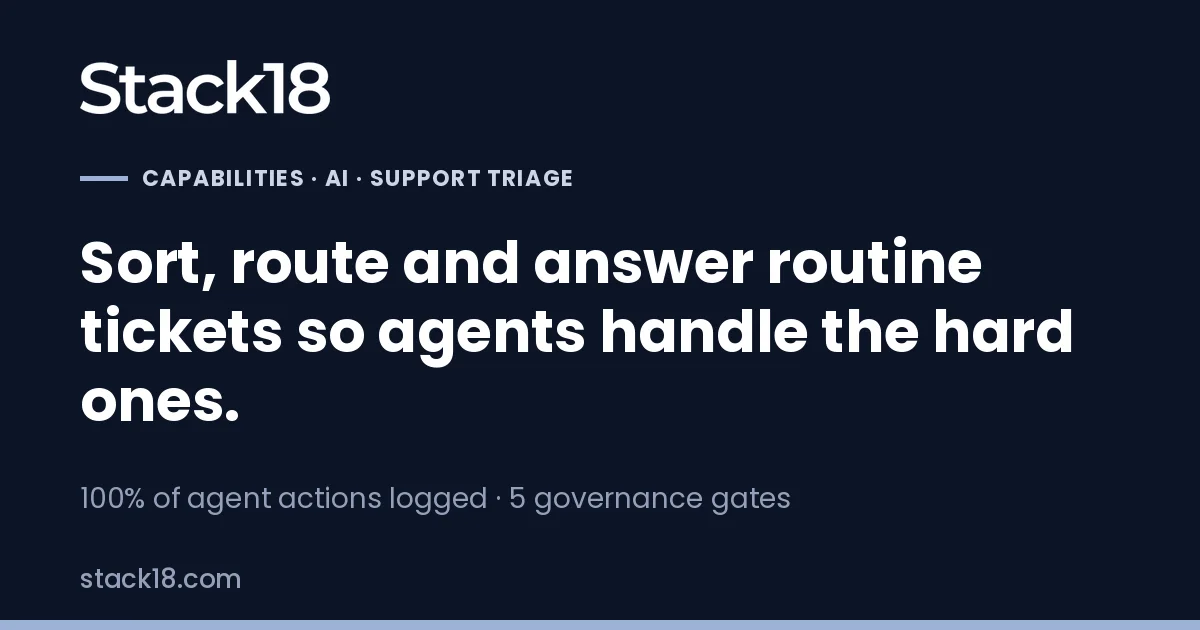 Stack18
CAPABILITIES · AI · SUPPORT TRIAGE
Sort, route and answer routine
tickets so agents handle the hard
ones.
100% of agent actions logged · 5 governance gates
stack18.com